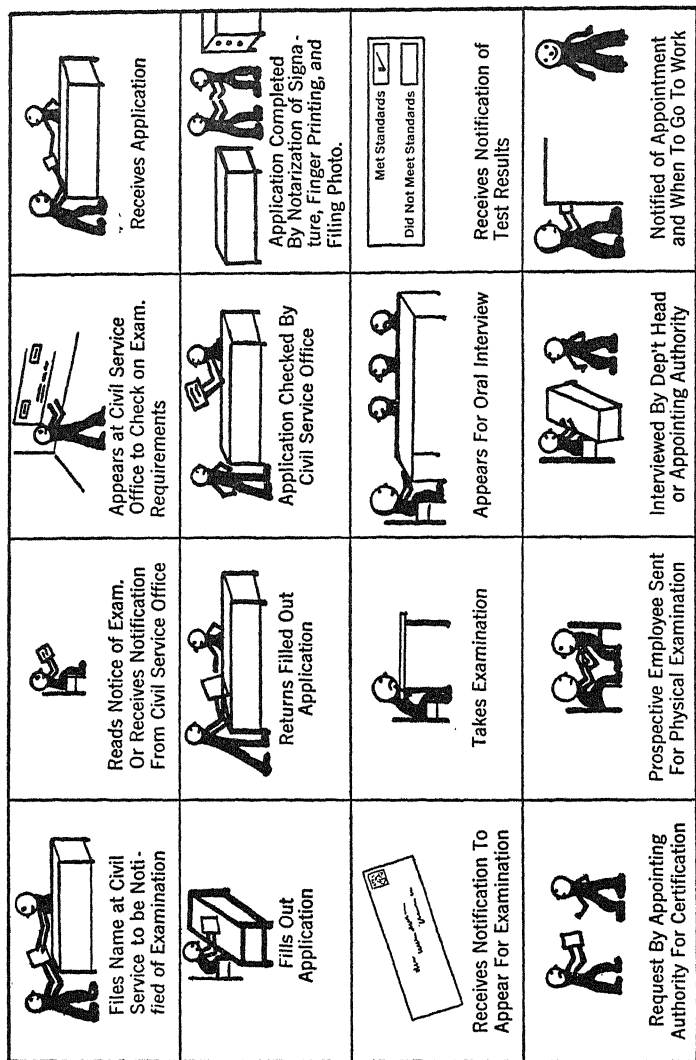 Files Name at Civil
Service to be Noti-
fied of Examination
Reads Notice of Exam.
Or Receives Notification
From Civil Service Office
Appears at Civil Service
Office to Check on Exam.
Requirements
Receives Application
Fills Out
Application
Returns Filled Out
Application
Application Checked By
Civil Service Office
Application Completed
By Notarization of Signa-
ture, Finger Printing, and
Filing Photo.
Receives Notification To
Appear For Examination
Takes Examination
Appears For Oral Interview
Met Standards
Did Not Meet Standards
Receives Notification of
Test Results
Request By Appointing
Authority For Certification
Prospective Employee Sent
For Physical Examination
Interviewed By Dep't Head
or Appointing Authority
Notified of Appointment
and When To Go To Work